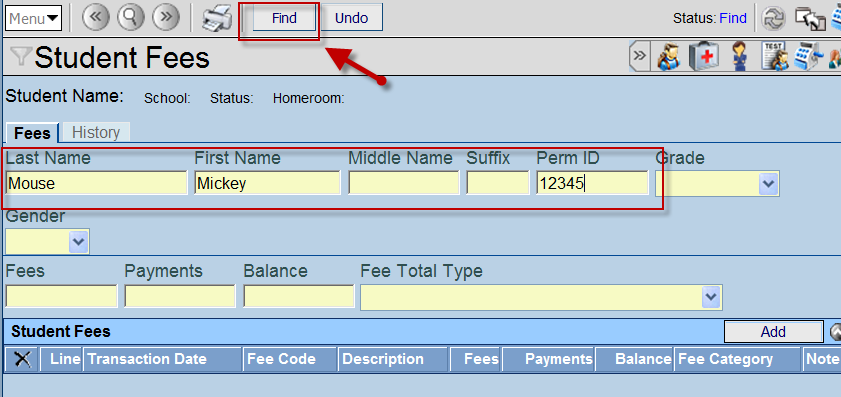 Menu Find Undo Status: Find
Student Fees TEST
Student Name: School: Status: Homeroom:
Fees History
Last Name First Name Middle Name Suffix Perm ID Grade
Mouse Mickey 12345
Gender
Fees Payments Balance Fee Total Type
Student Fees Add
Line Transaction Date Fee Code Description Fees Payments Balance Fee Category Note